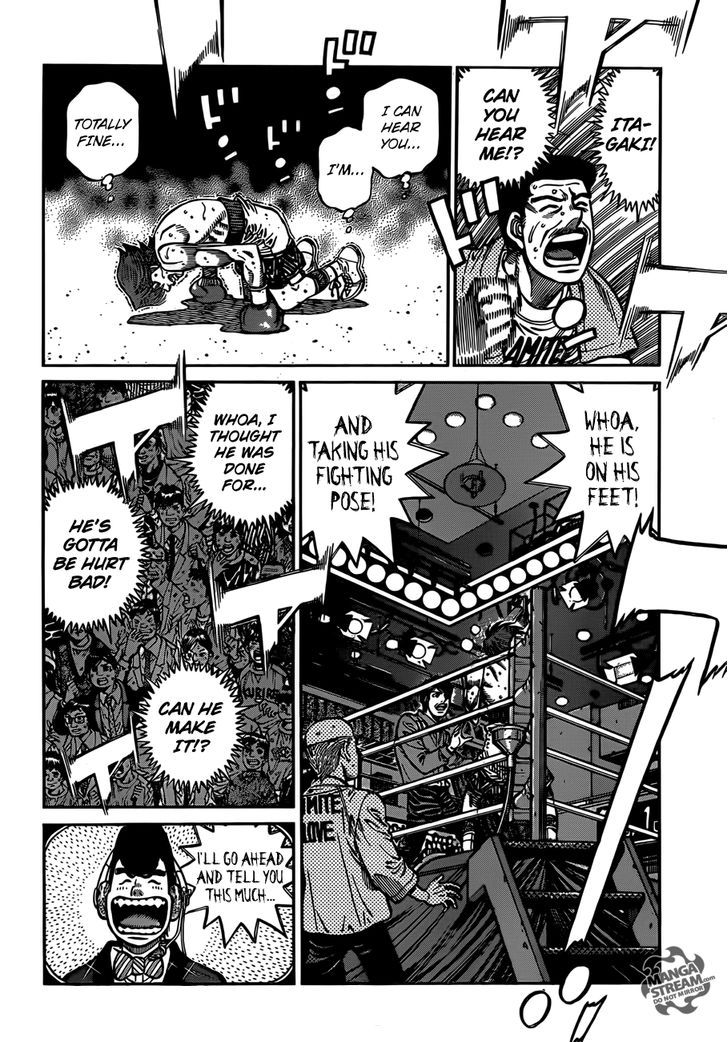 ITA-
GAKI!
CAN
YOU
HEAR
ME!?
I CAN
HEAR
YOU...
I'M...
TOTALLY
FINE...
AMITE
WHOA,
HE IS
ON HIS
FEET!
AND
TAKING HIS
FIGHTING
POSE!
WHOA, I
THOUGHT
HE WAS
DONE
FOR...
HE'S
GOTTA
BE HURT
BAD!
CAN HE
MAKE
IT!?
I'LL GO AHEAD
AND TELL YOU
THIS MUCH...
MANGA
STREAM.com
DO NOT MIRROR